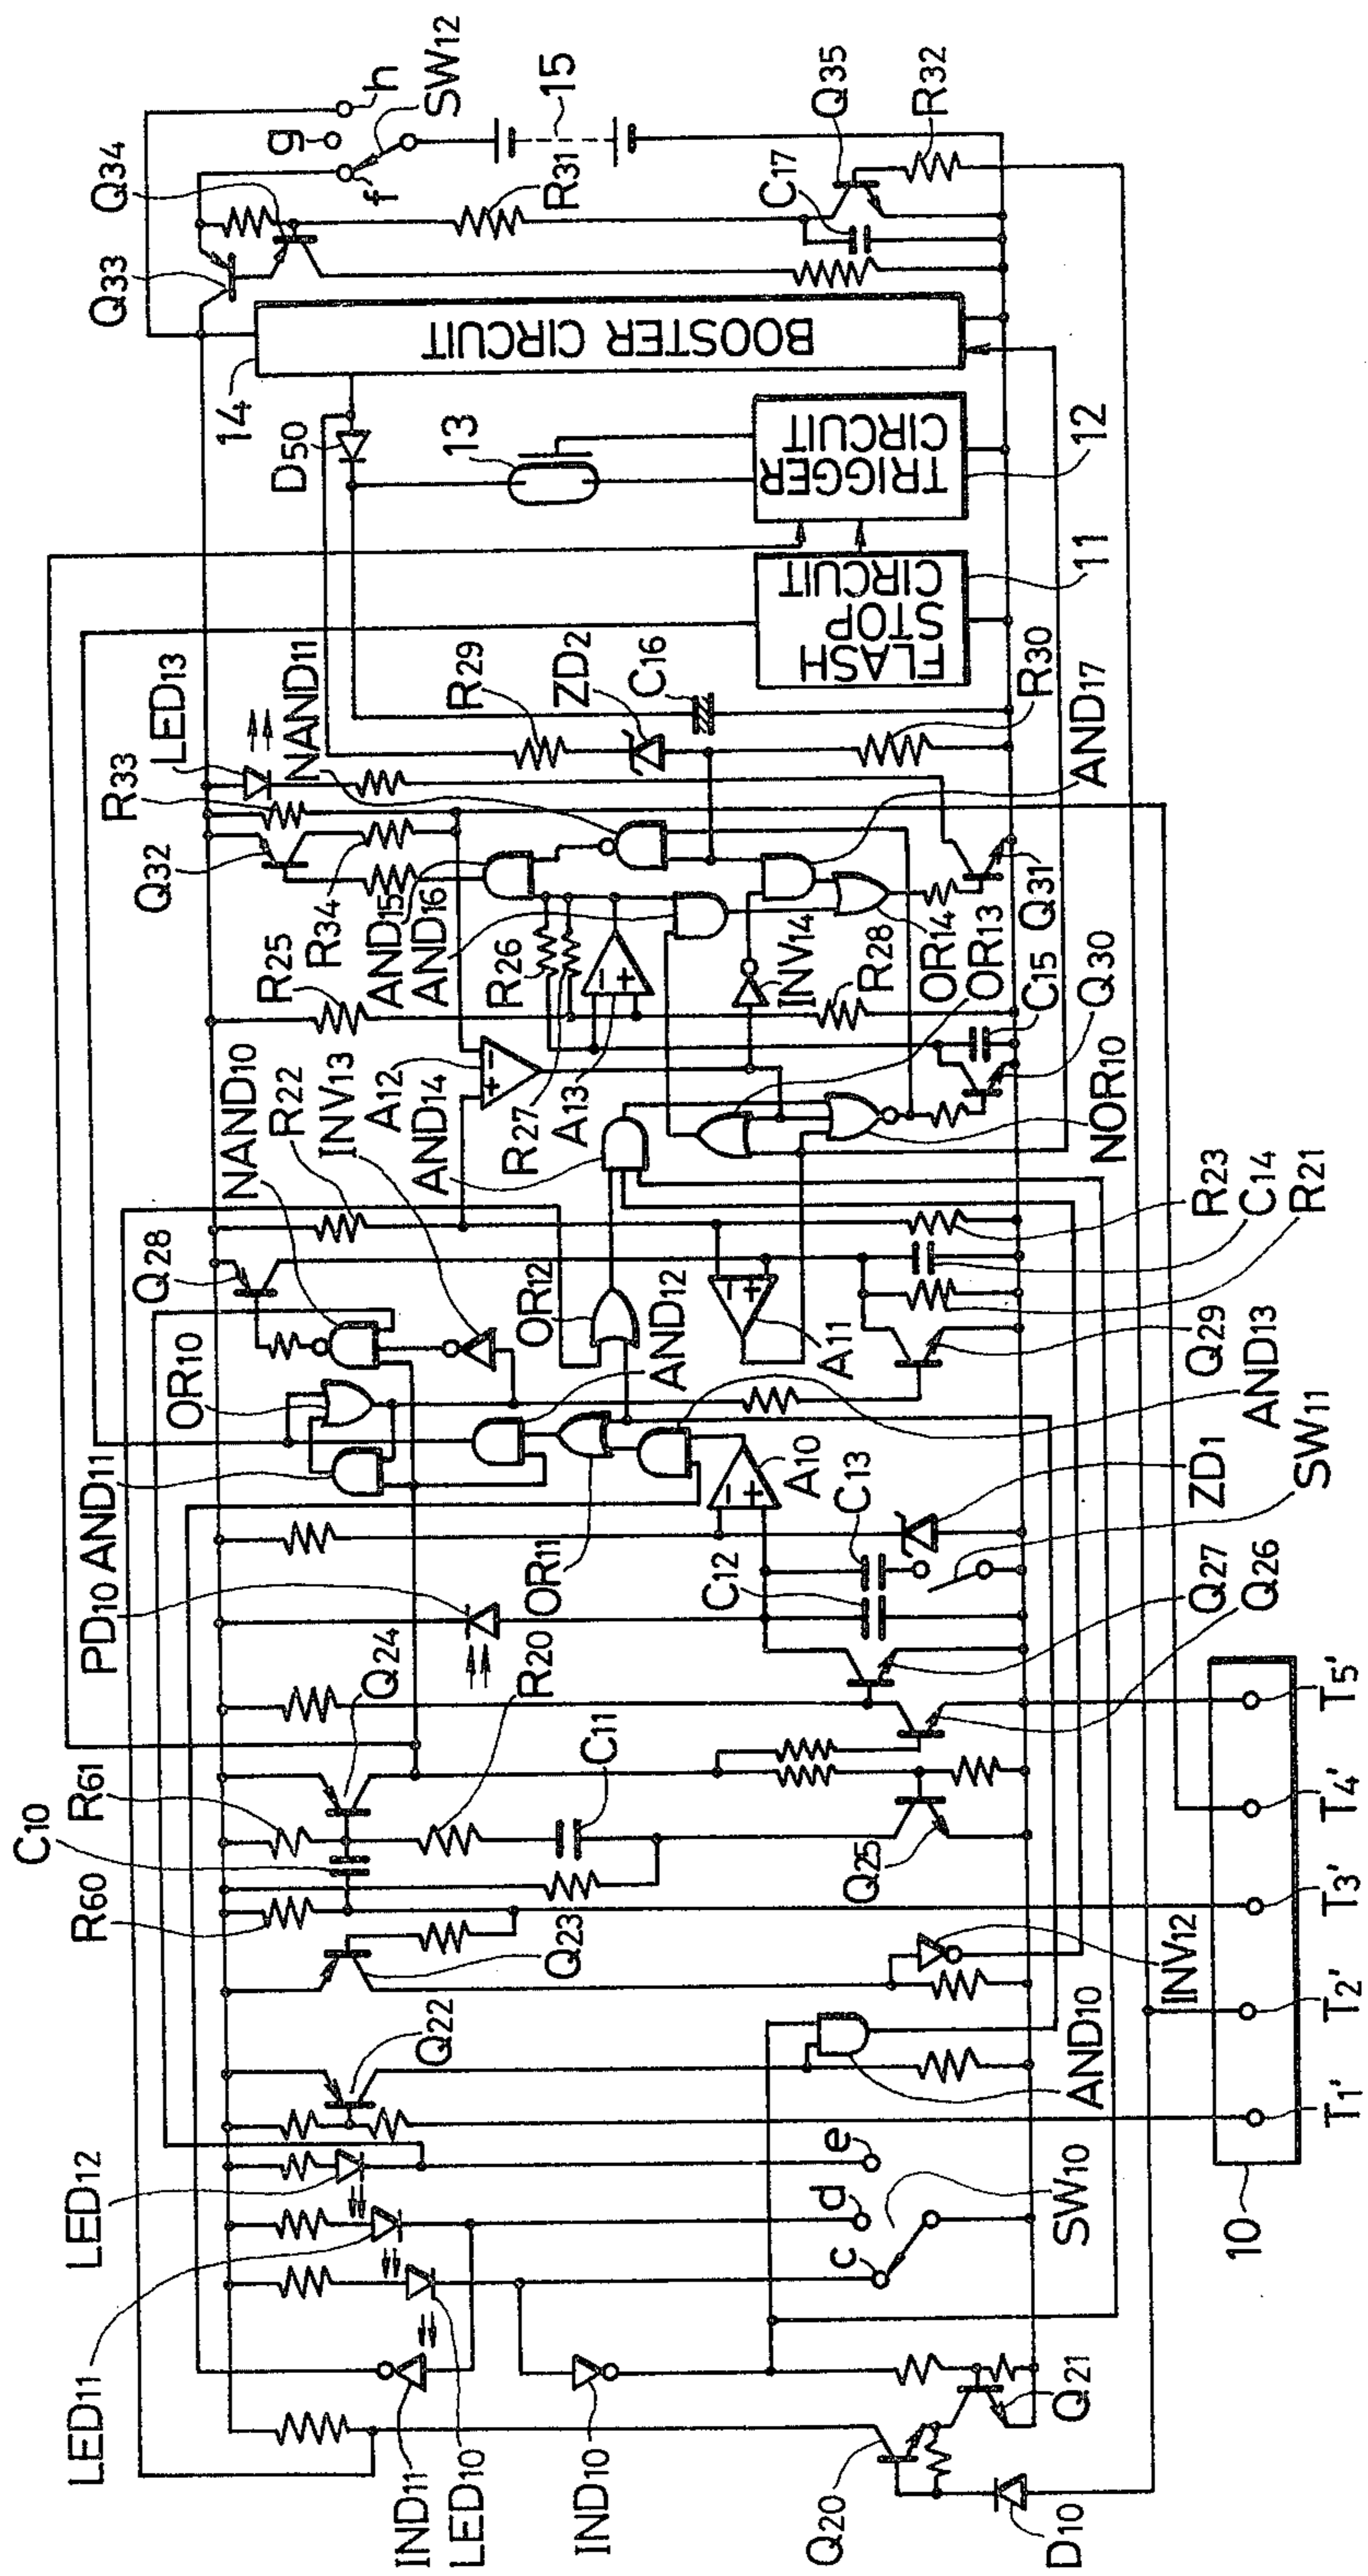 C10
R61
R60
Q24
PD10
AND11
OR10
Q28
NAND10
R22
INV13
A12
AND14
R25
R34
AND15
AND16
Q32
R33
LED13
NAND11
R29
ZD2
C16
D50
13
14
Q33
Q34
f
g
h
SW12
15
R31
LED12
Q22
Q23
R20
C11
OR11
AND12
OR12
R27
A13
R26
INV14
R28
OR14
OR13
AND17
R30
FLASH
STOP
CIRCUIT
TRIGGER
CIRCUIT
BOOSTER CIRCUIT
C17
Q35
R32
12
11
LED11
IND11
LED10
IND10
c
d
e
SW10
Q25
C12
C13
A10
A11
Q20
D10
Q21
AND10
INV12
Q27
Q26
ZD1
SW11
AND13
Q29
R23
C14
R21
NOR10
Q30
C15
Q31
10
T1'
T2'
T3'
T4'
T5'